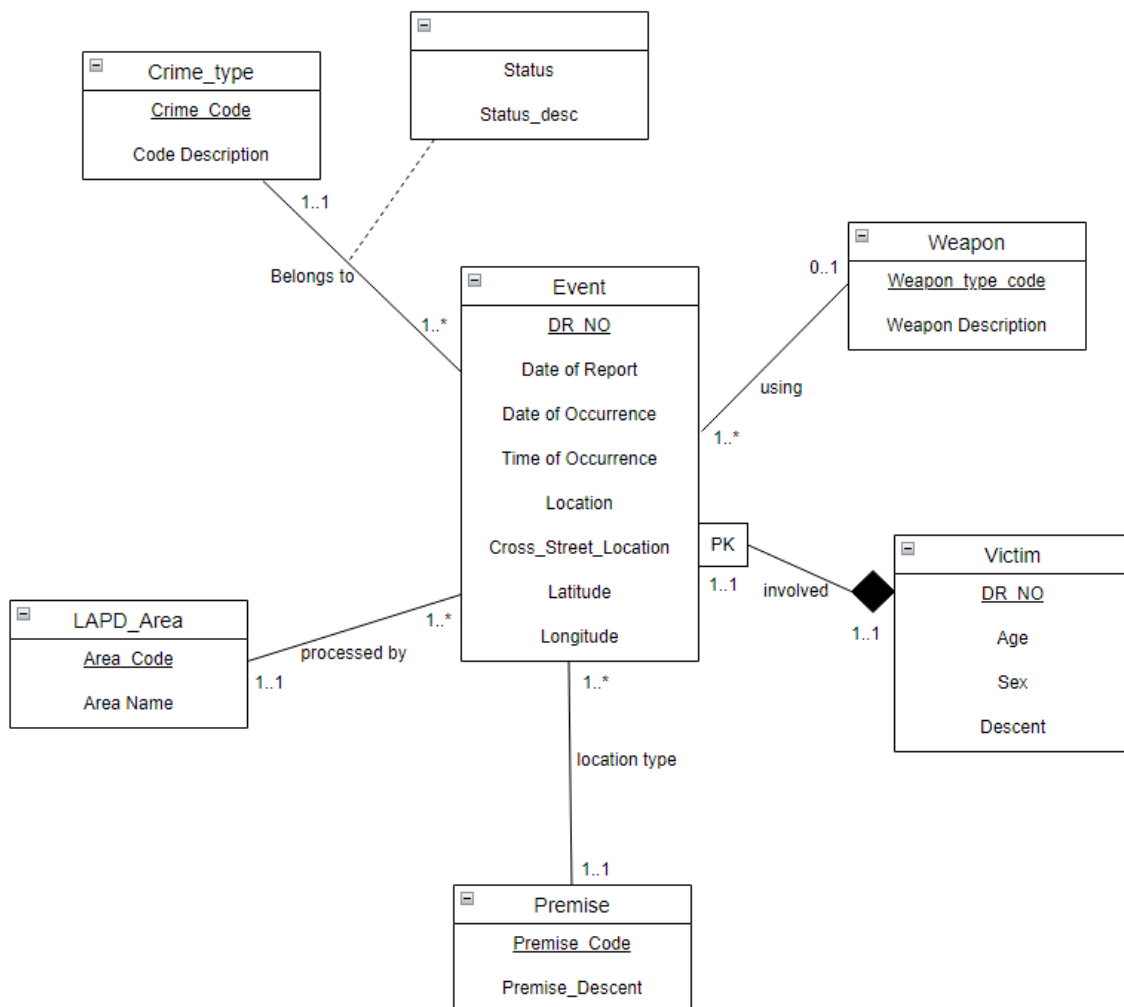 Crime_type
Crime_Code
Code Description
Status
Status_desc
1..1
Belongs to
1..*
Weapon
Weapon_type_code
Weapon Description
0..1
using
1..*
Event
DR_NO
Date of Report
Date of Occurrence
Time of Occurrence
Location
Cross_Street_Location
Latitude
Longitude
PK
1..1
involved
1..1
Victim
DR_NO
Age
Sex
Descent
LAPD_Area
Area_Code
Area Name
1..*
processed by
1..1
1..*
location type
1..1
Premise
Premise_Code
Premise_Descent